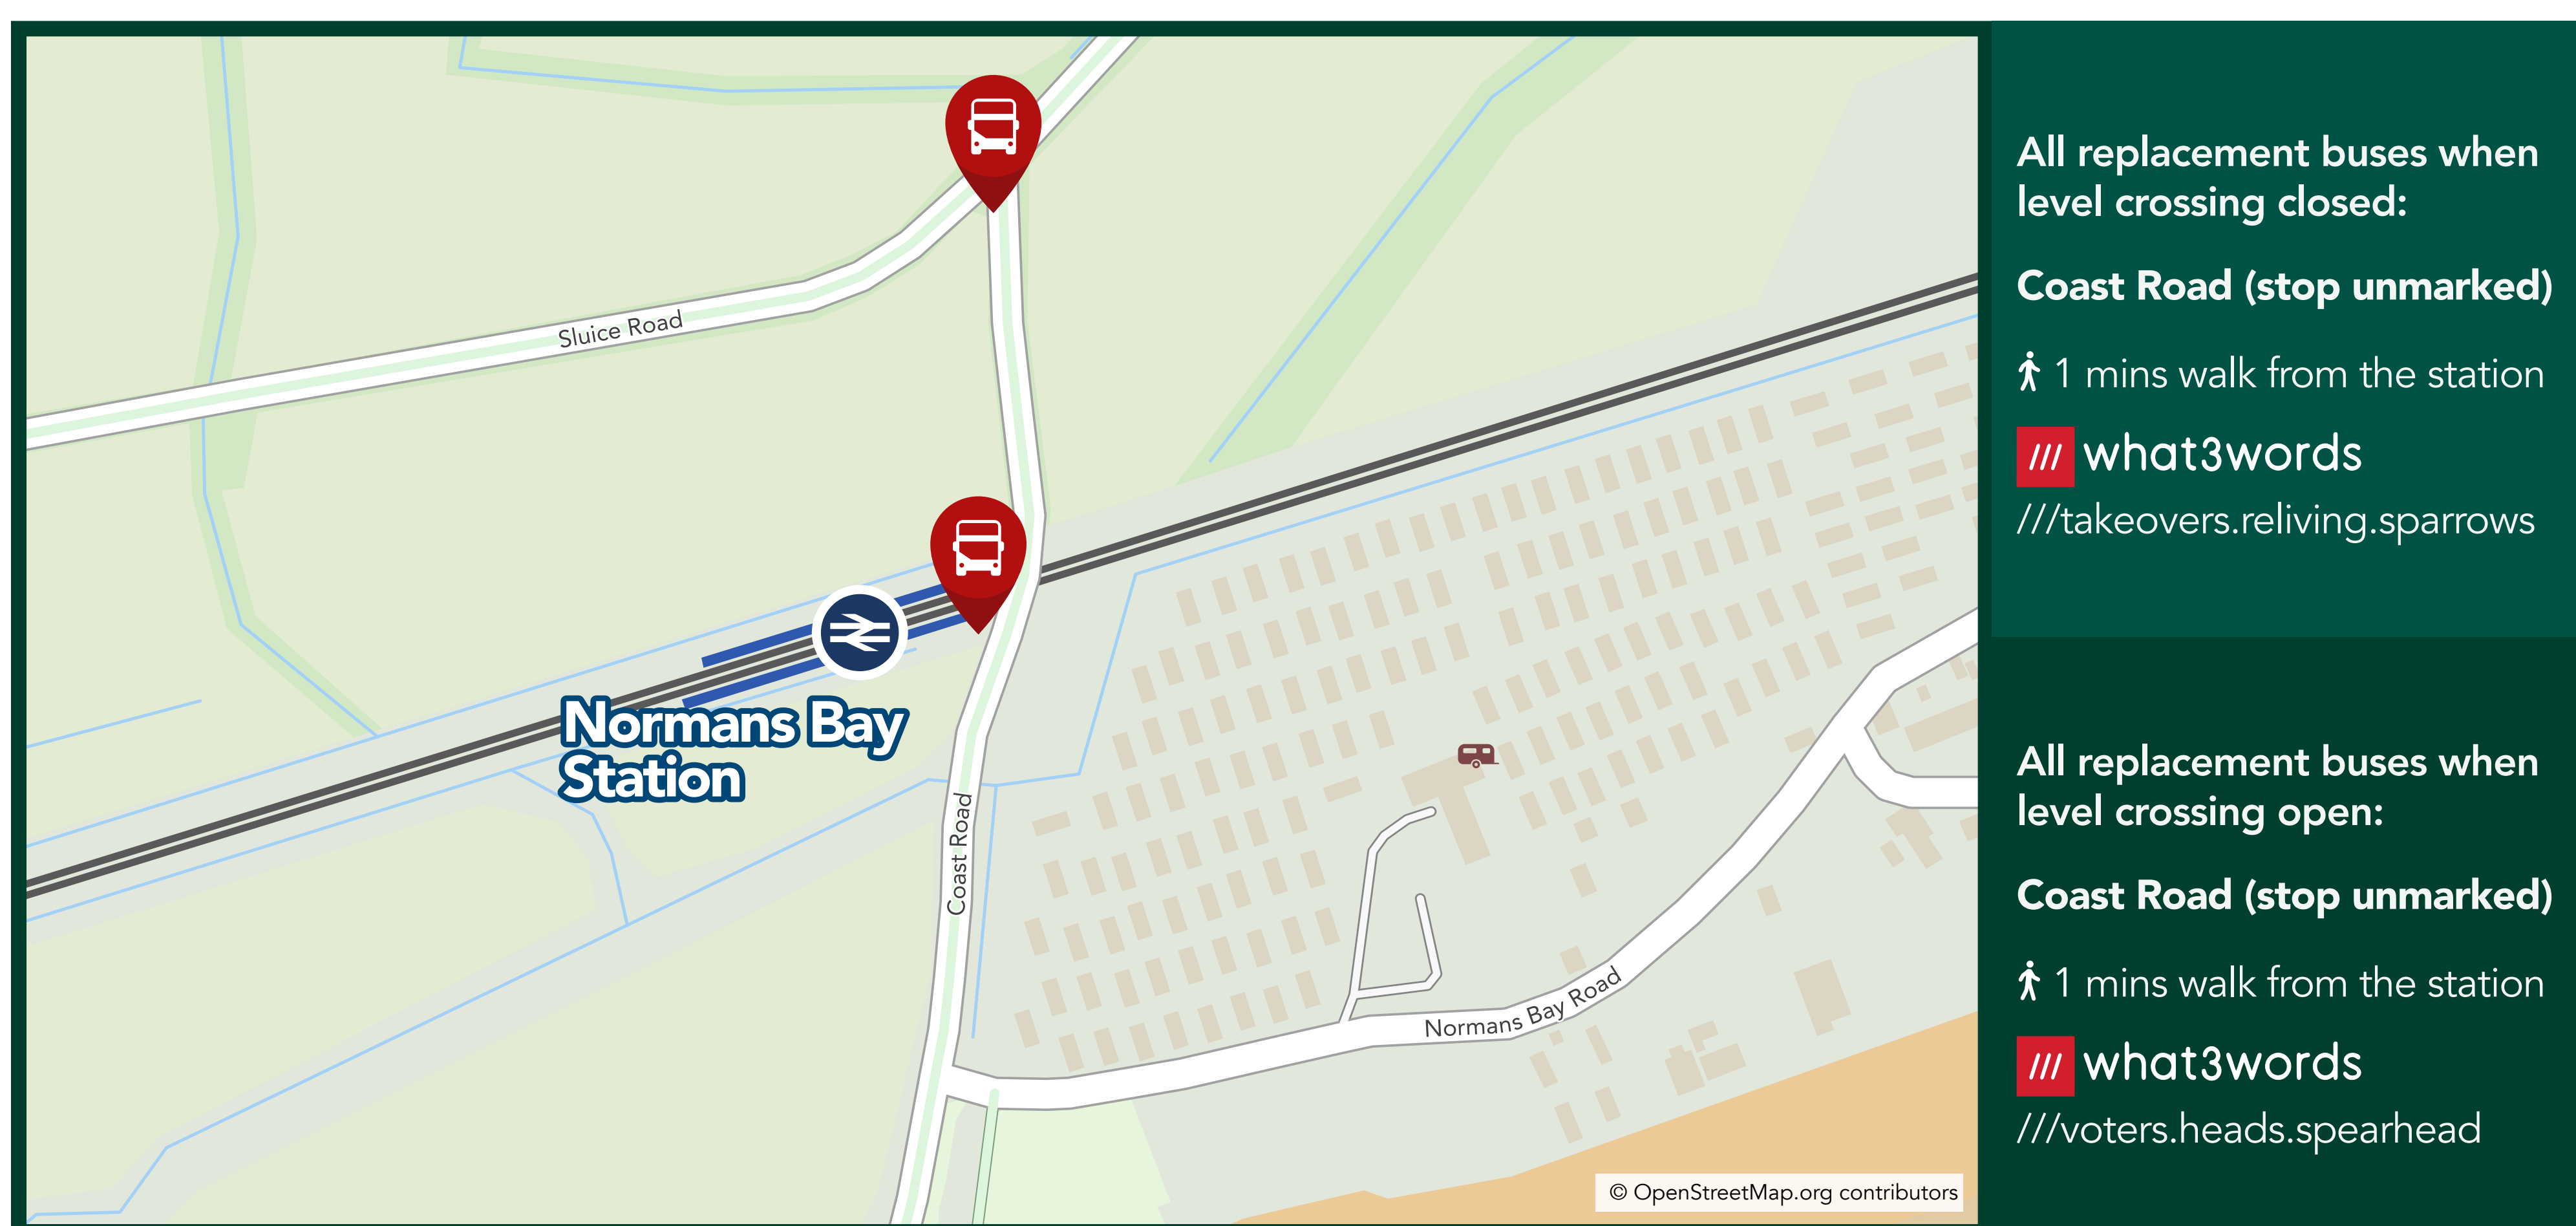 Sluice Road
Normans Bay
Station
Coast Road
Normans Bay Road
© OpenStreetMap.org contributors
All replacement buses when
level crossing closed:
Coast Road (stop unmarked)
1 mins walk from the station
/// what3words
///takeovers.reliving.sparrows
All replacement buses when
level crossing open:
Coast Road (stop unmarked)
1 mins walk from the station
/// what3words
///voters.heads.spearhead